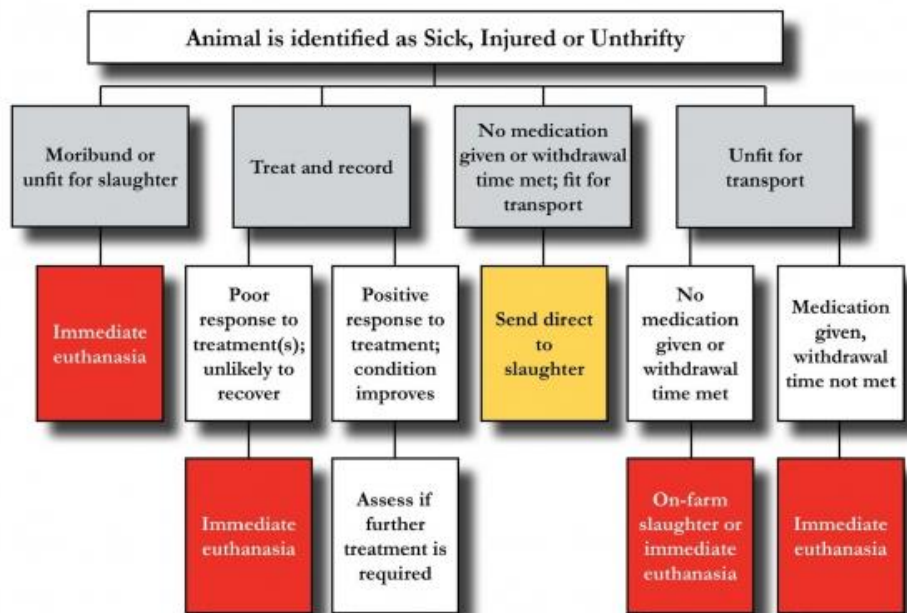 Animal is identified as Sick, Injured or Unthrifty
Moribund or
unfit for slaughter
Treat and record
No medication
given or withdrawal
time met; fit for
transport
Unfit for
transport
Immediate
euthanasia
Poor
response to
treatment(s);
unlikely to
recover
Positive
response to
treatment;
condition
improves
Send direct
to
slaughter
No
medication
given or
withdrawal
time met
Medication
given,
withdrawal
time not met
Immediate
euthanasia
Assess if
further
treatment is
required
On-farm
slaughter or
immediate
euthanasia
Immediate
euthanasia